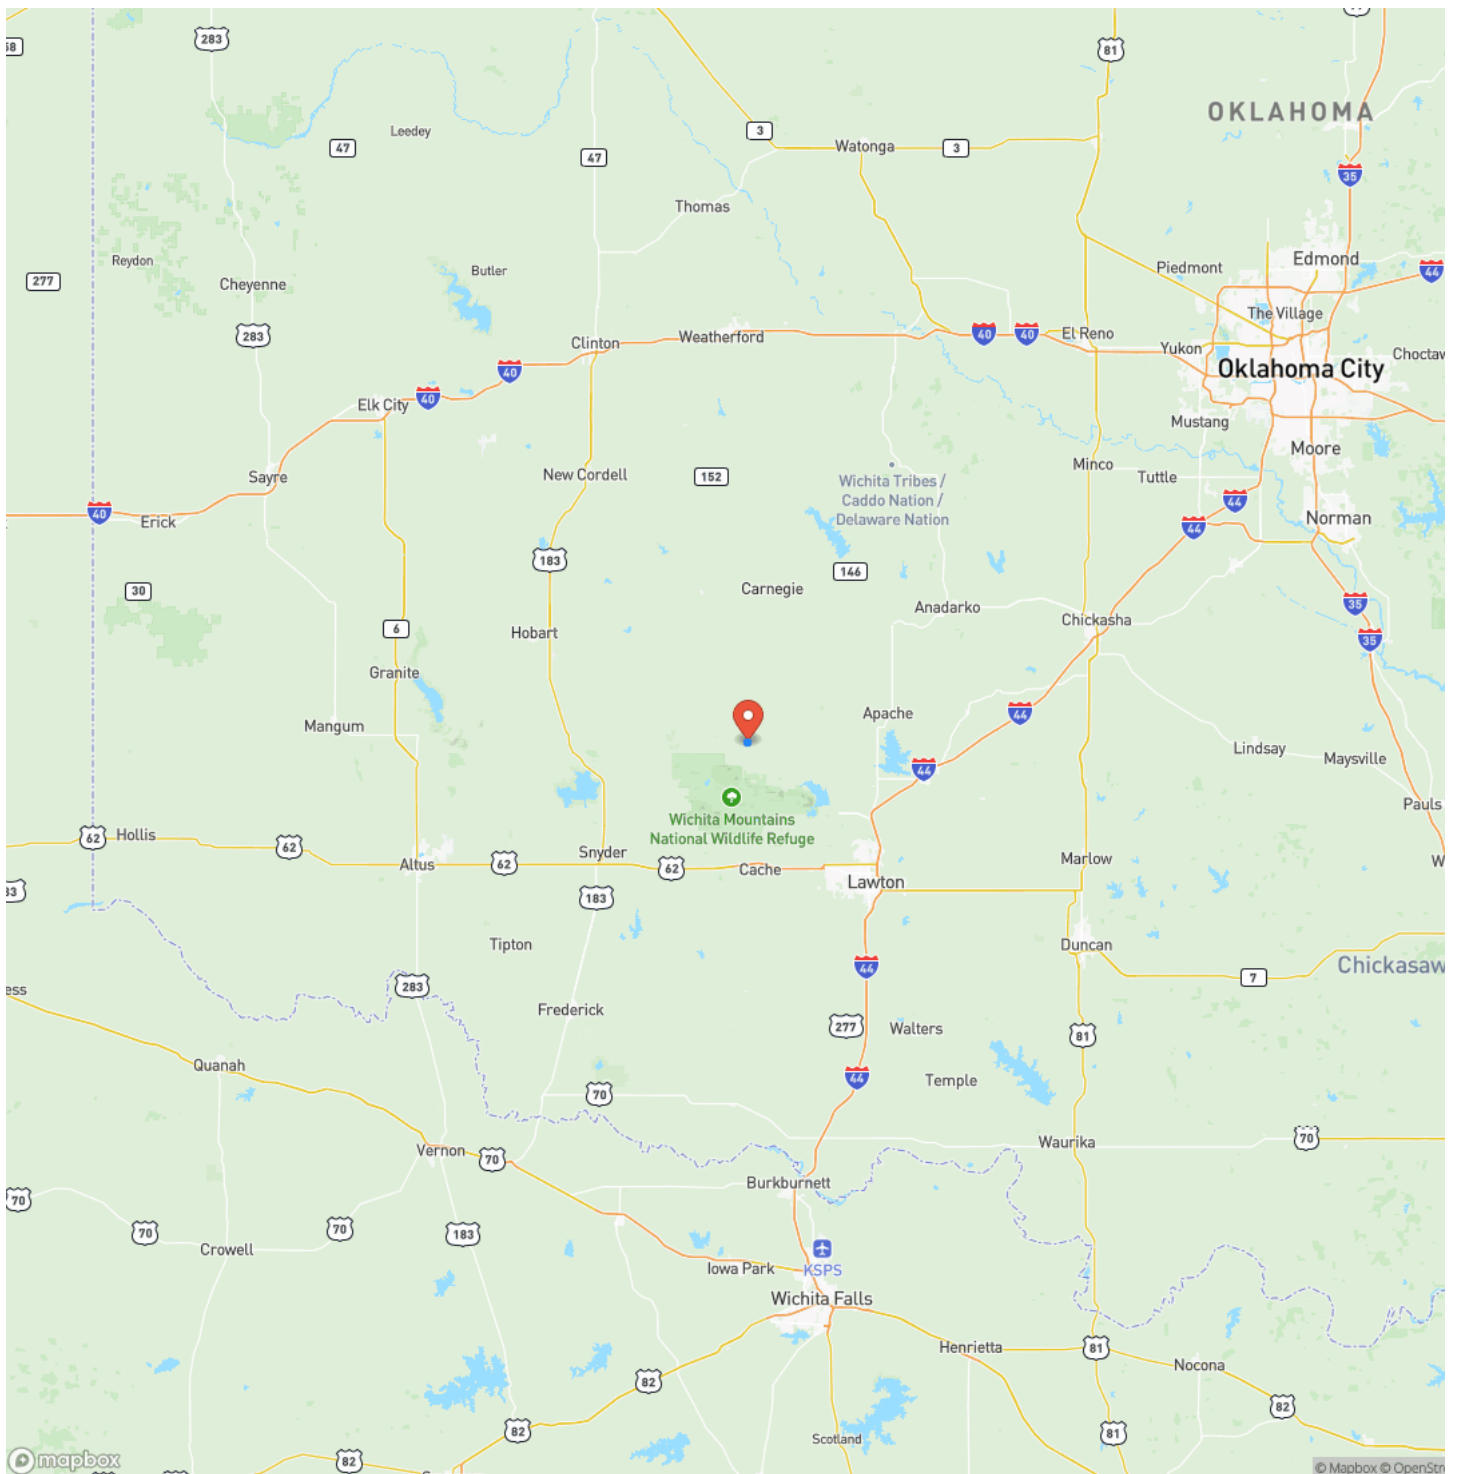 283
81
58
OKLAHOMA
Leedey
3
47
47
Watonga
3
35
Thomas
Reydon
Butler
Edmond
Piedmont
44
277
Cheyenne
The Village
283
Clinton
Weatherford
40
40
El Reno
Yukon
Choctaw
40
Oklahoma City
Elk City
40
Mustang
Moore
Sayre
New Cordell
152
Minco
Tuttle
Wichita Tribes /
Caddo Nation /
Delaware Nation
44
40
Erick
44
Norman
183
146
30
Carnegie
Anadarko
35
6
Hobart
Chickasha
35
Granite
Mangum
Apache
44
Lindsay
Maysville
44
Wichita Mountains
National Wildlife Refuge
Pauls
62
Hollis
62
Altus
62
Snyder
62
Cache
Lawton
Marlow
W
33
183
Tipton
Duncan
44
Chickasaw
7
ess
283
Frederick
277
Walters
81
Quanah
44
Temple
70
Vernon
70
Waurika
70
Burkburnett
70
70
70
183
Crowell
KSPS
Iowa Park
Wichita Falls
Henrietta
81
Nocona
82
82
82
81
Scotland
82
mapbox
© Mapbox © OpenStre